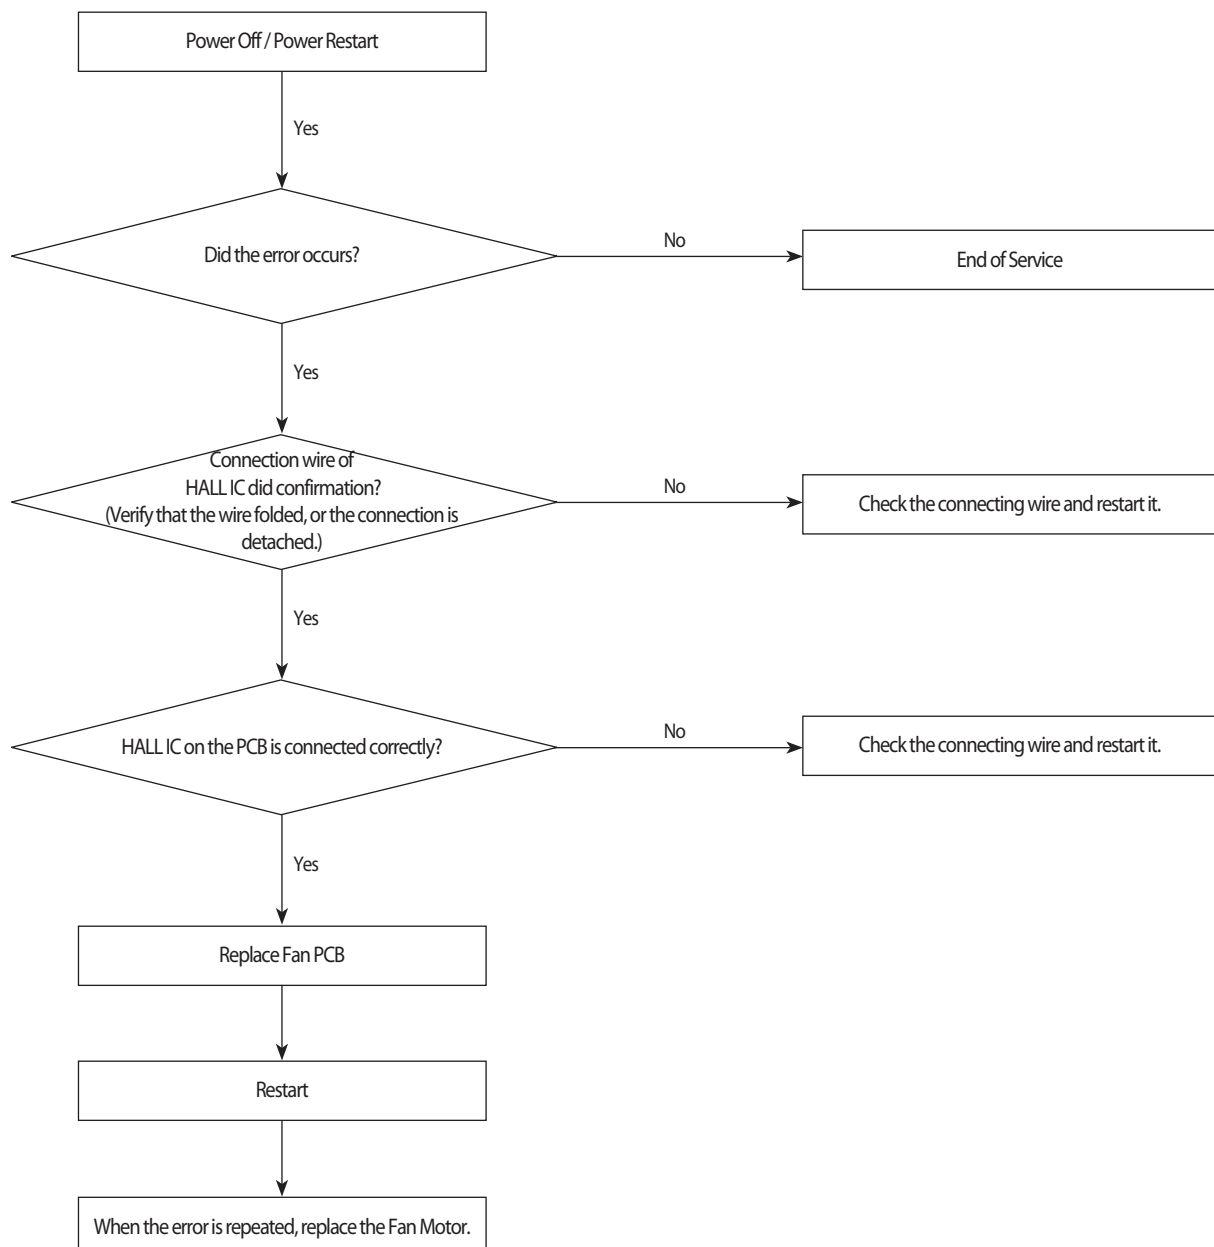 Power Off / Power Restart
Yes
Did the error occurs?
No
End of Service
Yes
Connection wire of
HALL IC did confirmation?
(Verify that the wire folded, or the connection is
detached.)
No
Check the connecting wire and restart it.
Yes
HALL IC on the PCB is connected correctly?
No
Check the connecting wire and restart it.
Yes
Replace Fan PCB
Restart
When the error is repeated, replace the Fan Motor.